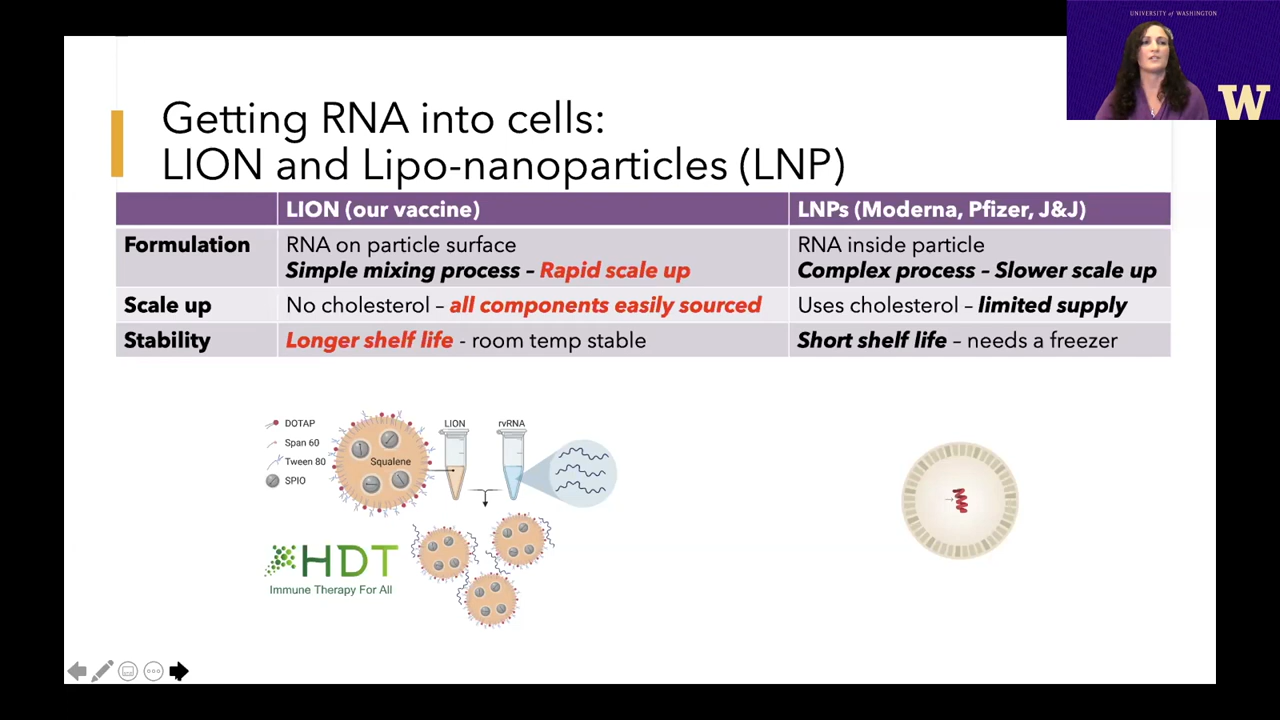 UNIVERSITY of WASHINGTON
W
Getting RNA into cells:
LION and Lipo-nanoparticles (LNP)
LION (our vaccine)
LNPs (Moderna, Pfizer, J&J)
Formulation
RNA on particle surface
Simple mixing process – Rapid scale up
RNA inside particle
Complex process – Slower scale up
Scale up
No cholesterol – all components easily sourced
Uses cholesterol – limited supply
Stability
Longer shelf life - room temp stable
Short shelf life – needs a freezer
DOTAP
Span 60
Tween 80
SPIO
Squalene
LION
rvRNA
HDT
Immune Therapy For All